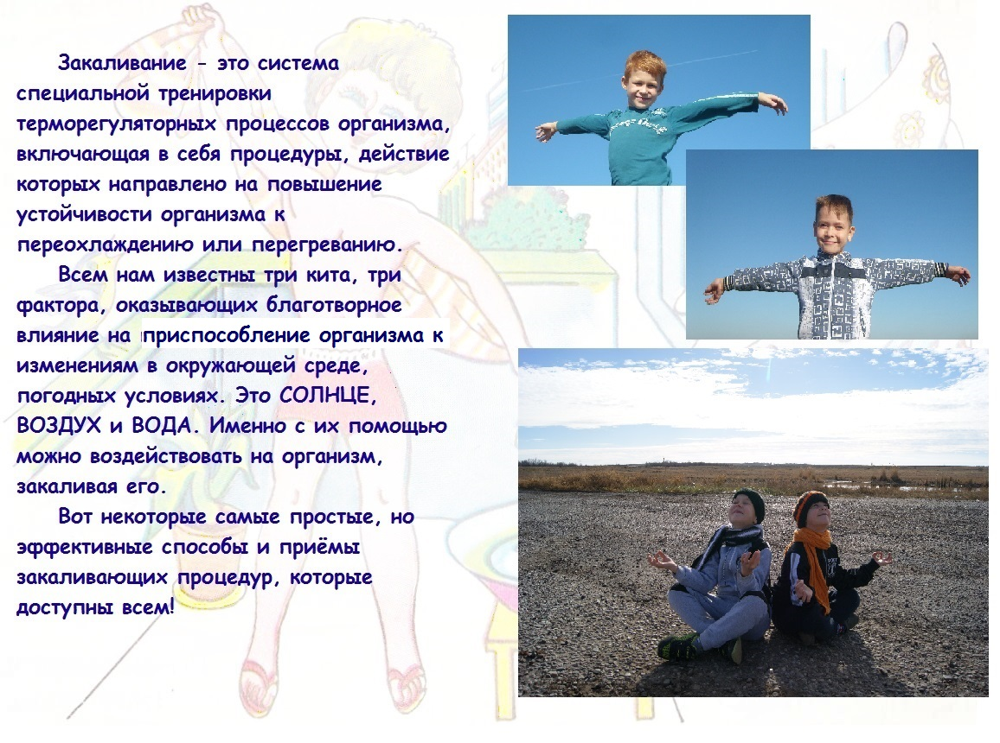 Закаливание - это система
специальной тренировки
терморегуляторных процессов организма,
включающая в себя процедуры, действие
которых направлено на повышение
устойчивости организма к
переохлаждению или перегреванию.
Всем нам известны три кита, три
фактора, оказывающих благотворное
влияние на приспособление организма к
изменениям в окружающей среде,
погодных условиях. Это СОЛНЦЕ,
ВОЗДУХ и ВОДА. Именно с их помощью
можно воздействовать на организм,
закаливая его.
Вот некоторые самые простые, но
эффективные способы и приёмы
закаливающих процедур, которые
доступны всем!